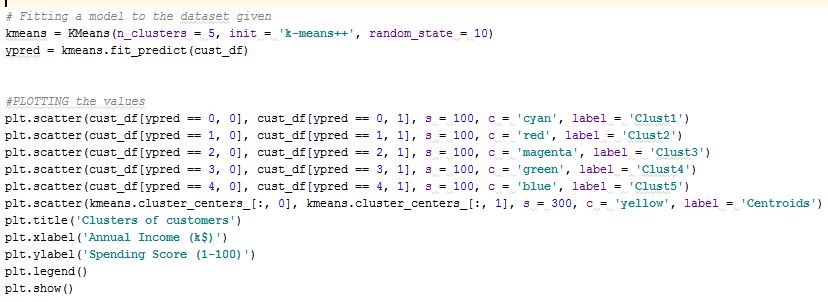 # Fitting a model to the dataset given
kmeans = KMeans(n_clusters = 5, init = 'k-means++', random_state = 10)
ypred = kmeans.fit_predict(cust_df)
#PLOTTING the values
plt.scatter(cust_df[ypred == 0, 0], cust_df[ypred == 0, 1], s = 100, c = 'cyan', label = 'Clust1')
plt.scatter(cust_df[ypred == 1, 0], cust_df[ypred == 1, 1], s = 100, c = 'red', label = 'Clust2')
plt.scatter(cust_df[ypred == 2, 0], cust_df[ypred == 2, 1], s = 100, c = 'magenta', label = 'Clust3')
plt.scatter(cust_df[ypred == 3, 0], cust_df[ypred == 3, 1], s = 100, c = 'green', label = 'Clust4')
plt.scatter(cust_df[ypred == 4, 0], cust_df[ypred == 4, 1], s = 100, c = 'blue', label = 'Clust5')
plt.scatter(kmeans.cluster_centers_[:, 0], kmeans.cluster_centers_[:, 1], s = 300, c = 'yellow', label = 'Centroids')
plt.title('Clusters of customers')
plt.xlabel('Annual Income (k$)')
plt.ylabel('Spending Score (1-100)')
plt.legend()
plt.show()